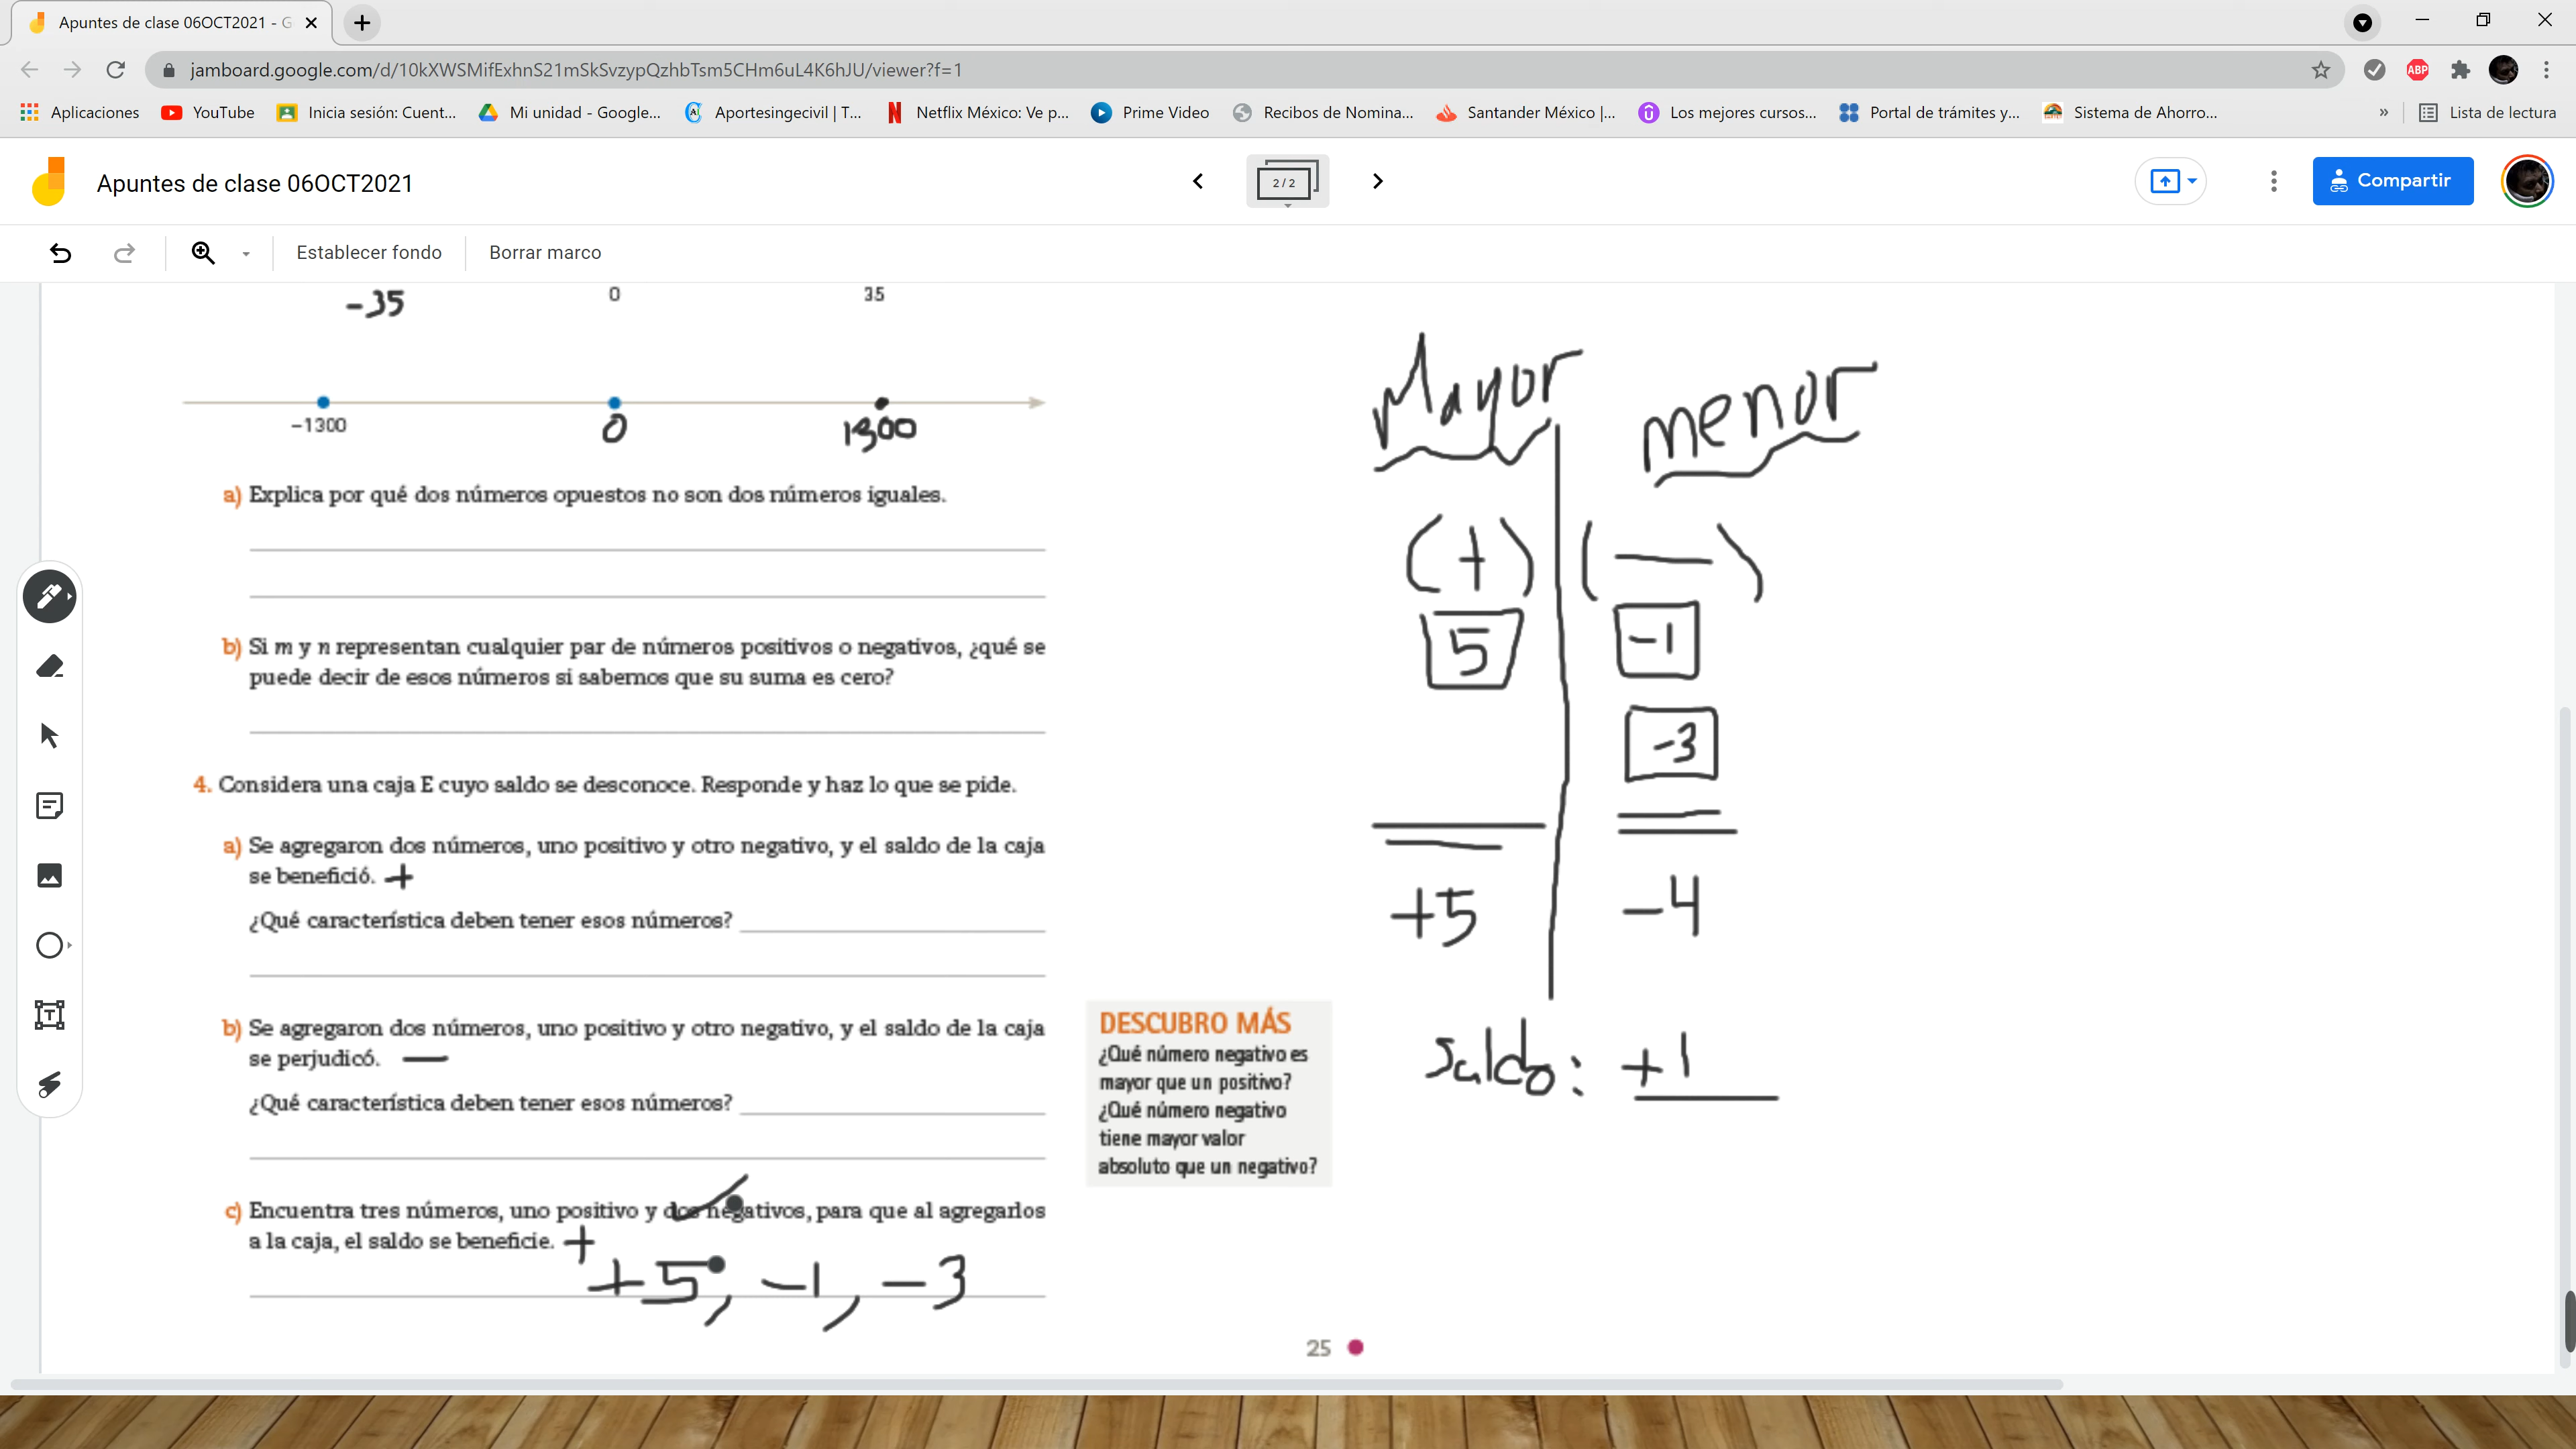 Apuntes de clase 06OCT2021 - G
jamboard.google.com/d/10kXWSMifExhnS21mSkSvzypQzhbTsm5CHm6uL4K6hJU/viewer?f=1
ABP
Aplicaciones YouTube Inicia sesión: Cuent... Mi unidad - Google... Aportesingecivil | T... Netflix México: Ve p... Prime Video Recibos de Nomina... Santander México |... Los mejores cursos... Portal de trámites y... Sistema de Ahorro... » Lista de lectura
Apuntes de clase 06OCT2021
2 / 2
Compartir
Establecer fondo Borrar marco
-35 0 35
-1300 0 1300
a) Explica por qué dos números opuestos no son dos números iguales.
b) Si m y n representan cualquier par de números positivos o negativos, ¿qué se
puede decir de esos números si sabemos que su suma es cero?
4. Considera una caja E cuyo saldo se desconoce. Responde y haz lo que se pide.
a) Se agregaron dos números, uno positivo y otro negativo, y el saldo de la caja
se benefició. +
¿Qué característica deben tener esos números?
b) Se agregaron dos números, uno positivo y otro negativo, y el saldo de la caja
se perjudicó. —
¿Qué característica deben tener esos números?
c) Encuentra tres números, uno positivo y dos negativos, para que al agregarlos
a la caja, el saldo se beneficie. +
+5, -1, -3
DESCUBRO MÁS
¿Qué número negativo es
mayor que un positivo?
¿Qué número negativo
tiene mayor valor
absoluto que un negativo?
25
Mayor menor
(+) (—)
5 -1
-3
+5 -4
Saldo: +1